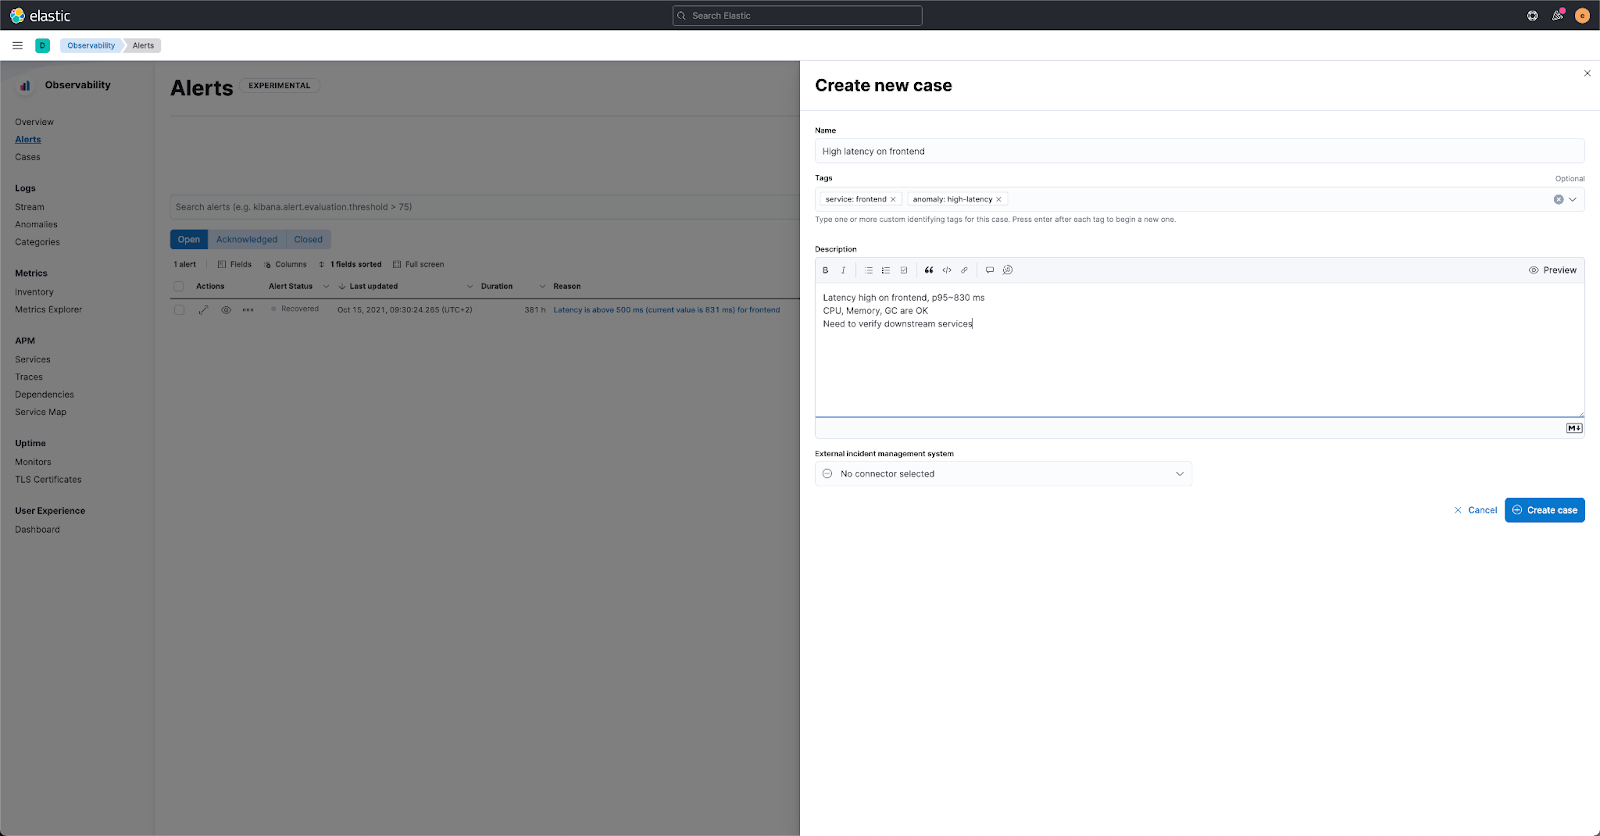 elastic
Search Elastic
e
D
Observability
Alerts
Observability
Overview
Alerts
Cases
Logs
Stream
Anomalies
Categories
Metrics
Inventory
Metrics Explorer
APM
Services
Traces
Dependencies
Service Map
Uptime
Monitors
TLS Certificates
User Experience
Dashboard
Alerts EXPERIMENTAL
Search alerts (e.g. kibana.alert.evaluation.threshold > 75)
Open Acknowledged Closed
1 alert Fields Columns 1 fields sorted Full screen
Actions Alert Status Last updated Duration Reason
Recovered Oct 15, 2021, 09:30:24.285 (UTC+2) 381 h Latency is above 500 ms (current value is 831 ms) for frontend
Create new case
Name
High latency on frontend
Tags Optional
service: frontend anomaly: high-latency
Type one or more custom identifying tags for this case. Press enter after each tag to begin a new one.
Description
B I Preview
Latency high on frontend, p95~830 ms
CPU, Memory, GC are OK
Need to verify downstream services
M↓
External incident management system
No connector selected
Cancel Create case